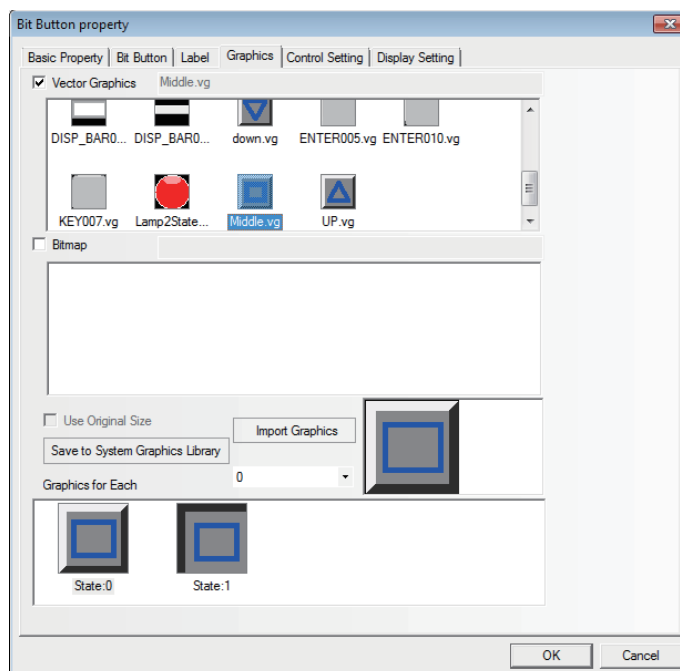 Bit Button property
Basic Property Bit Button Label Graphics Control Setting Display Setting
Vector Graphics Middle.vg
DISP_BAR0... DISP_BAR0... down.vg ENTER005.vg ENTER010.vg
KEY007.vg Lamp2State... Middle.vg UP.vg
Bitmap
Use Original Size
Import Graphics
Save to System Graphics Library
0
Graphics for Each
State:0 State:1
OK Cancel